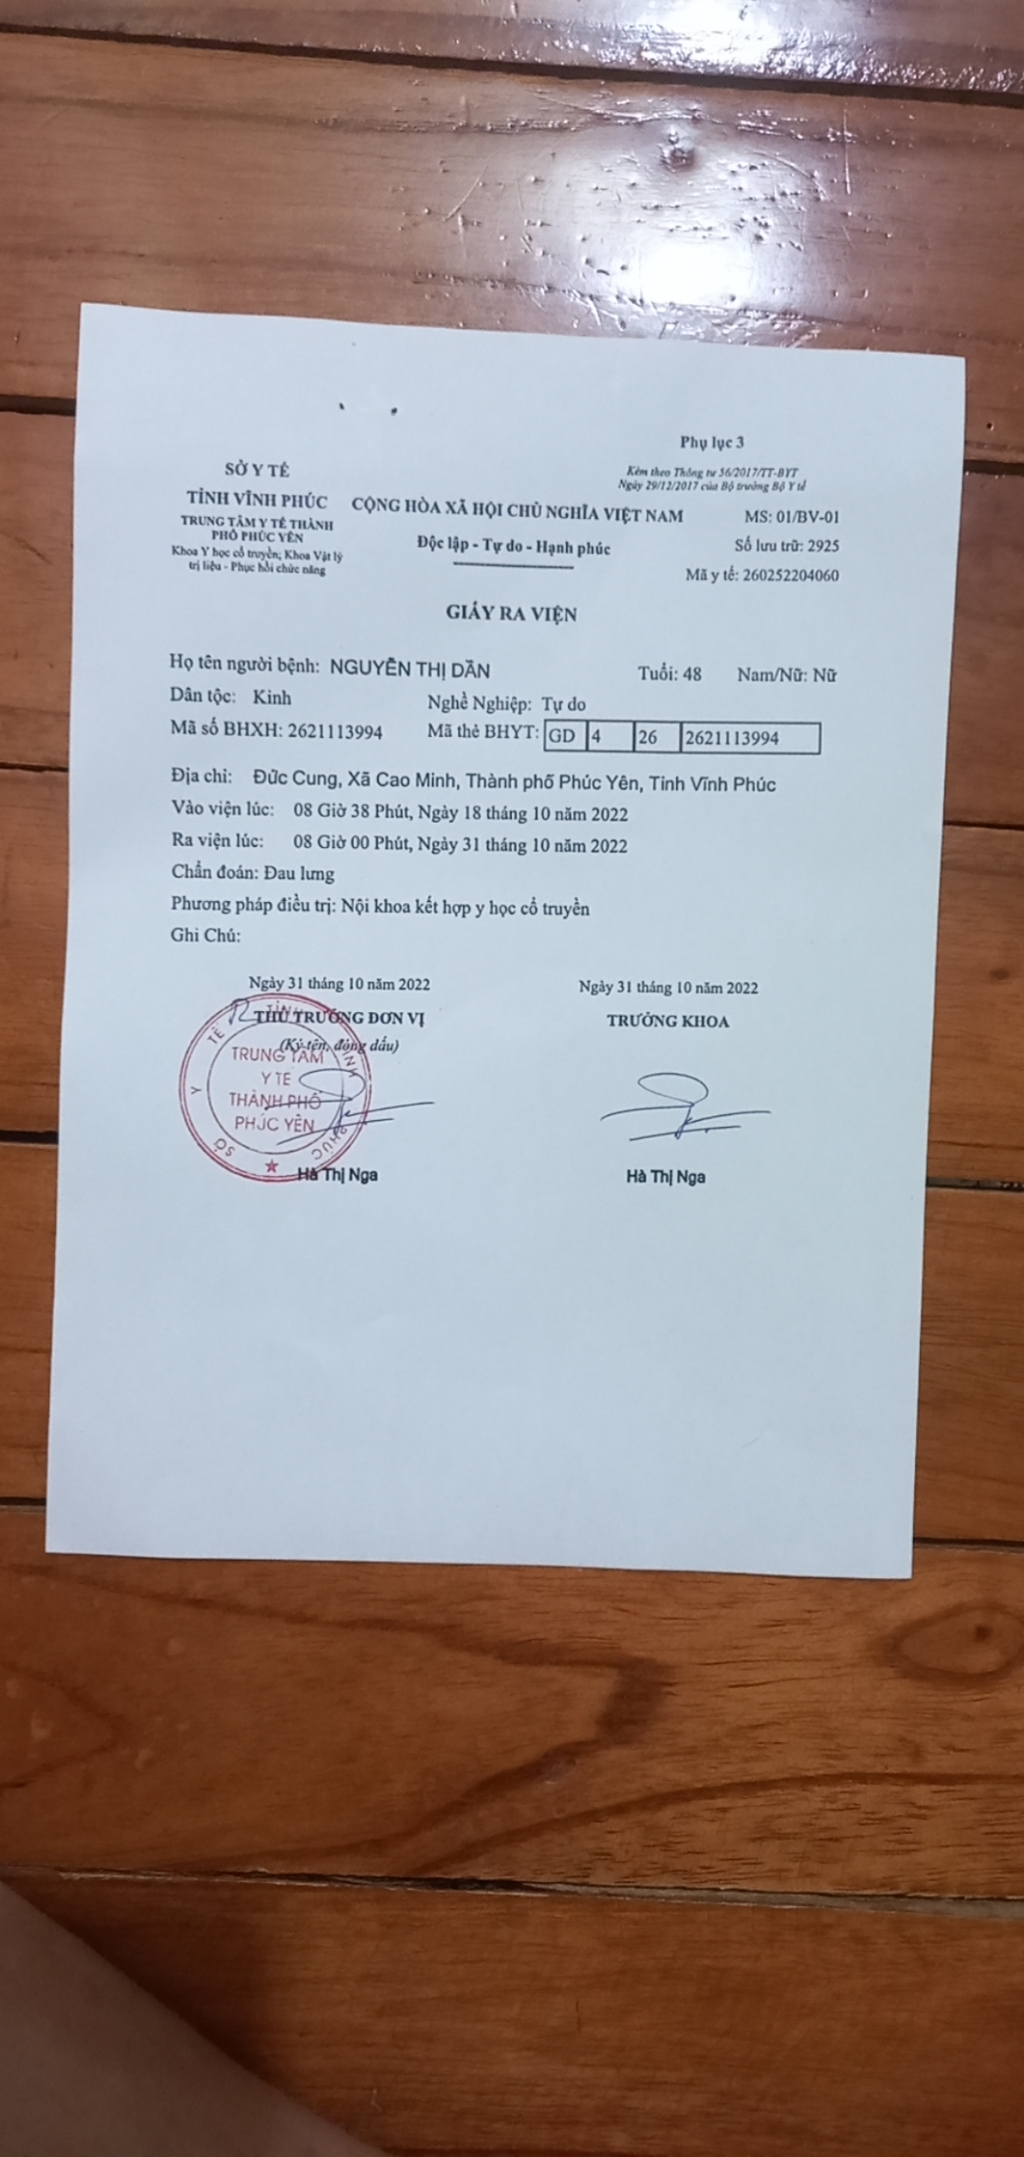 Phụ lục 3
Kèm theo Thông tư 56/2017/TT-BYT
Ngày 29/12/2017 của Bộ trưởng Bộ Y tế
SỞ Y TẾ
TỈNH VĨNH PHÚC
TRUNG TÂM Y TẾ THÀNH
PHỐ PHÚC YÊN
Khoa Y học cổ truyền; Khoa Vật lý
trị liệu - Phục hồi chức năng
CỘNG HÒA XÃ HỘI CHỦ NGHĨA VIỆT NAM
Độc lập - Tự do - Hạnh phúc
MS: 01/BV-01
Số lưu trữ: 2925
Mã y tế: 260252204060
GIẤY RA VIỆN
Họ tên người bệnh: NGUYỄN THỊ DẦN Tuổi: 48 Nam/Nữ: Nữ
Dân tộc: Kinh Nghề Nghiệp: Tự do
Mã số BHXH: 2621113994 Mã thẻ BHYT: GD 4 26 2621113994
Địa chỉ: Đức Cung, Xã Cao Minh, Thành phố Phúc Yên, Tỉnh Vĩnh Phúc
Vào viện lúc: 08 Giờ 38 Phút, Ngày 18 tháng 10 năm 2022
Ra viện lúc: 08 Giờ 00 Phút, Ngày 31 tháng 10 năm 2022
Chẩn đoán: Đau lưng
Phương pháp điều trị: Nội khoa kết hợp y học cổ truyền
Ghi Chú:
Ngày 31 tháng 10 năm 2022
THỦ TRƯỞNG ĐƠN VỊ
(Ký tên, đóng dấu)
SỞ Y TẾ TỈNH VĨNH PHÚC
TRUNG TÂM
Y TẾ
THÀNH PHỐ
PHÚC YÊN
Hà Thị Nga
Ngày 31 tháng 10 năm 2022
TRƯỞNG KHOA
Hà Thị Nga